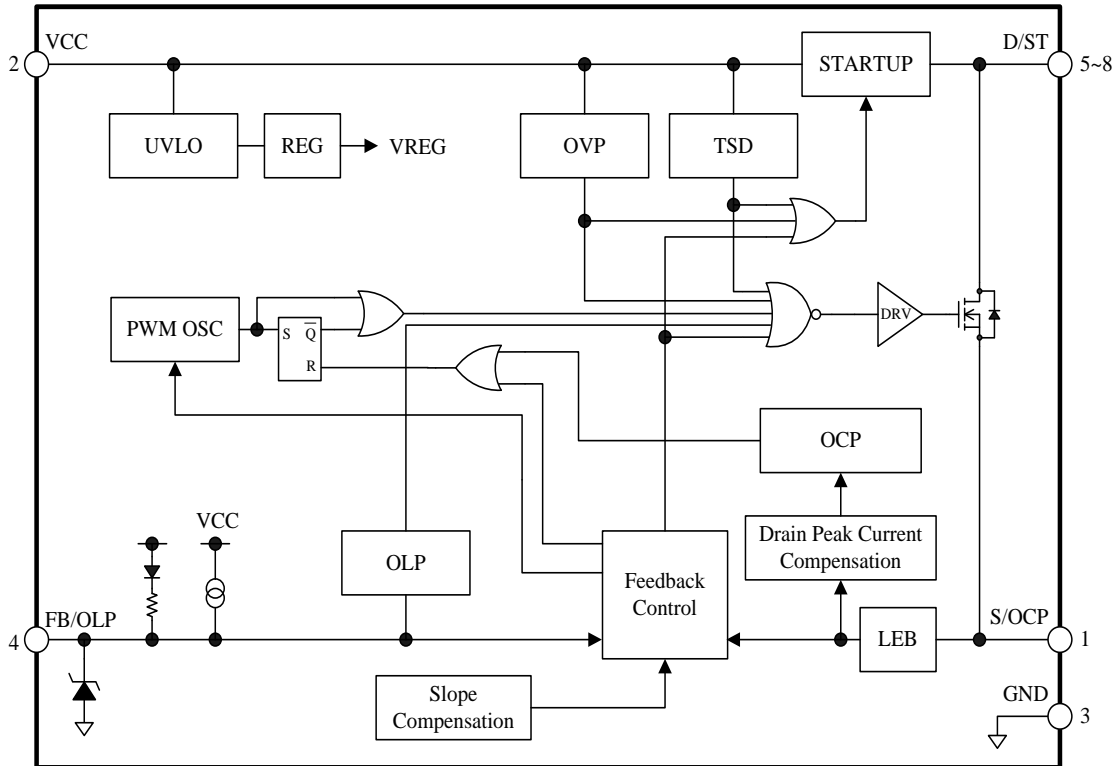 VCC
D/ST
2
5~8
STARTUP
UVLO
REG
VREG
OVP
TSD
PWM OSC
S
Q̅
R
DRV
OCP
VCC
Drain Peak Current
Compensation
OLP
Feedback
Control
FB/OLP
4
LEB
S/OCP
1
Slope
Compensation
GND
3